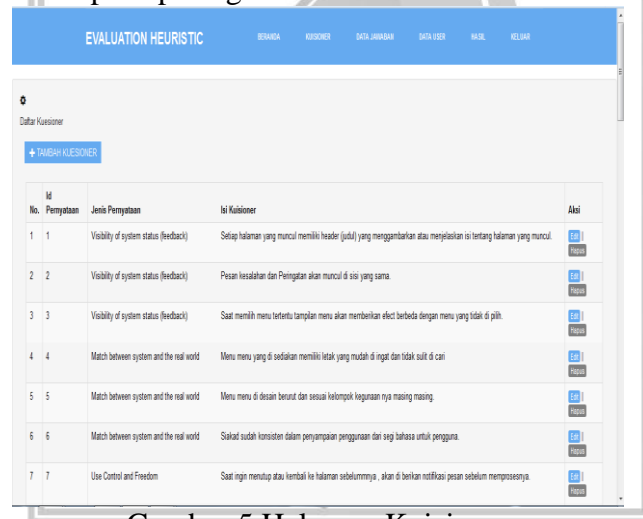 EVALUATION HEURISTIC BERANDA KUISIONER DATA JAWABAN DATA USER HASIL KELUAR
Daftar Kuesioner
+ TAMBAH KUESIONER
No. Id Pernyataan Jenis Pernyataan Isi Kuisioner Aksi
1 1 Visibility of system status (feedback) Setiap halaman yang muncul memiliki header (judul) yang menggambarkan atau menjelaskan isi tentang halaman yang muncul. Edit |
Hapus
2 2 Visibility of system status (feedback) Pesan kesalahan dan Peringatan akan muncul di sisi yang sama. Edit |
Hapus
3 3 Visibility of system status (feedback) Saat memilih menu tertentu tampilan menu akan memberikan efect berbeda dengan menu yang tidak di pilih. Edit |
Hapus
4 4 Match between system and the real world Menu menu yang di sediakan memiliki letak yang mudah di ingat dan tidak sulit di cari Edit |
Hapus
5 5 Match between system and the real world Menu menu di desain berurut dan sesuai kelompok kegunaan nya masing masing. Edit |
Hapus
6 6 Match between system and the real world Siakad sudah konsisten dalam penyampaian penggunaan dari segi bahasa untuk pengguna. Edit |
Hapus
7 7 Use Control and Freedom Saat ingin menutup atau kembali ke halaman sebelummnya , akan di berikan notifikasi pesan sebelum memprosesnya. Edit |
Hapus